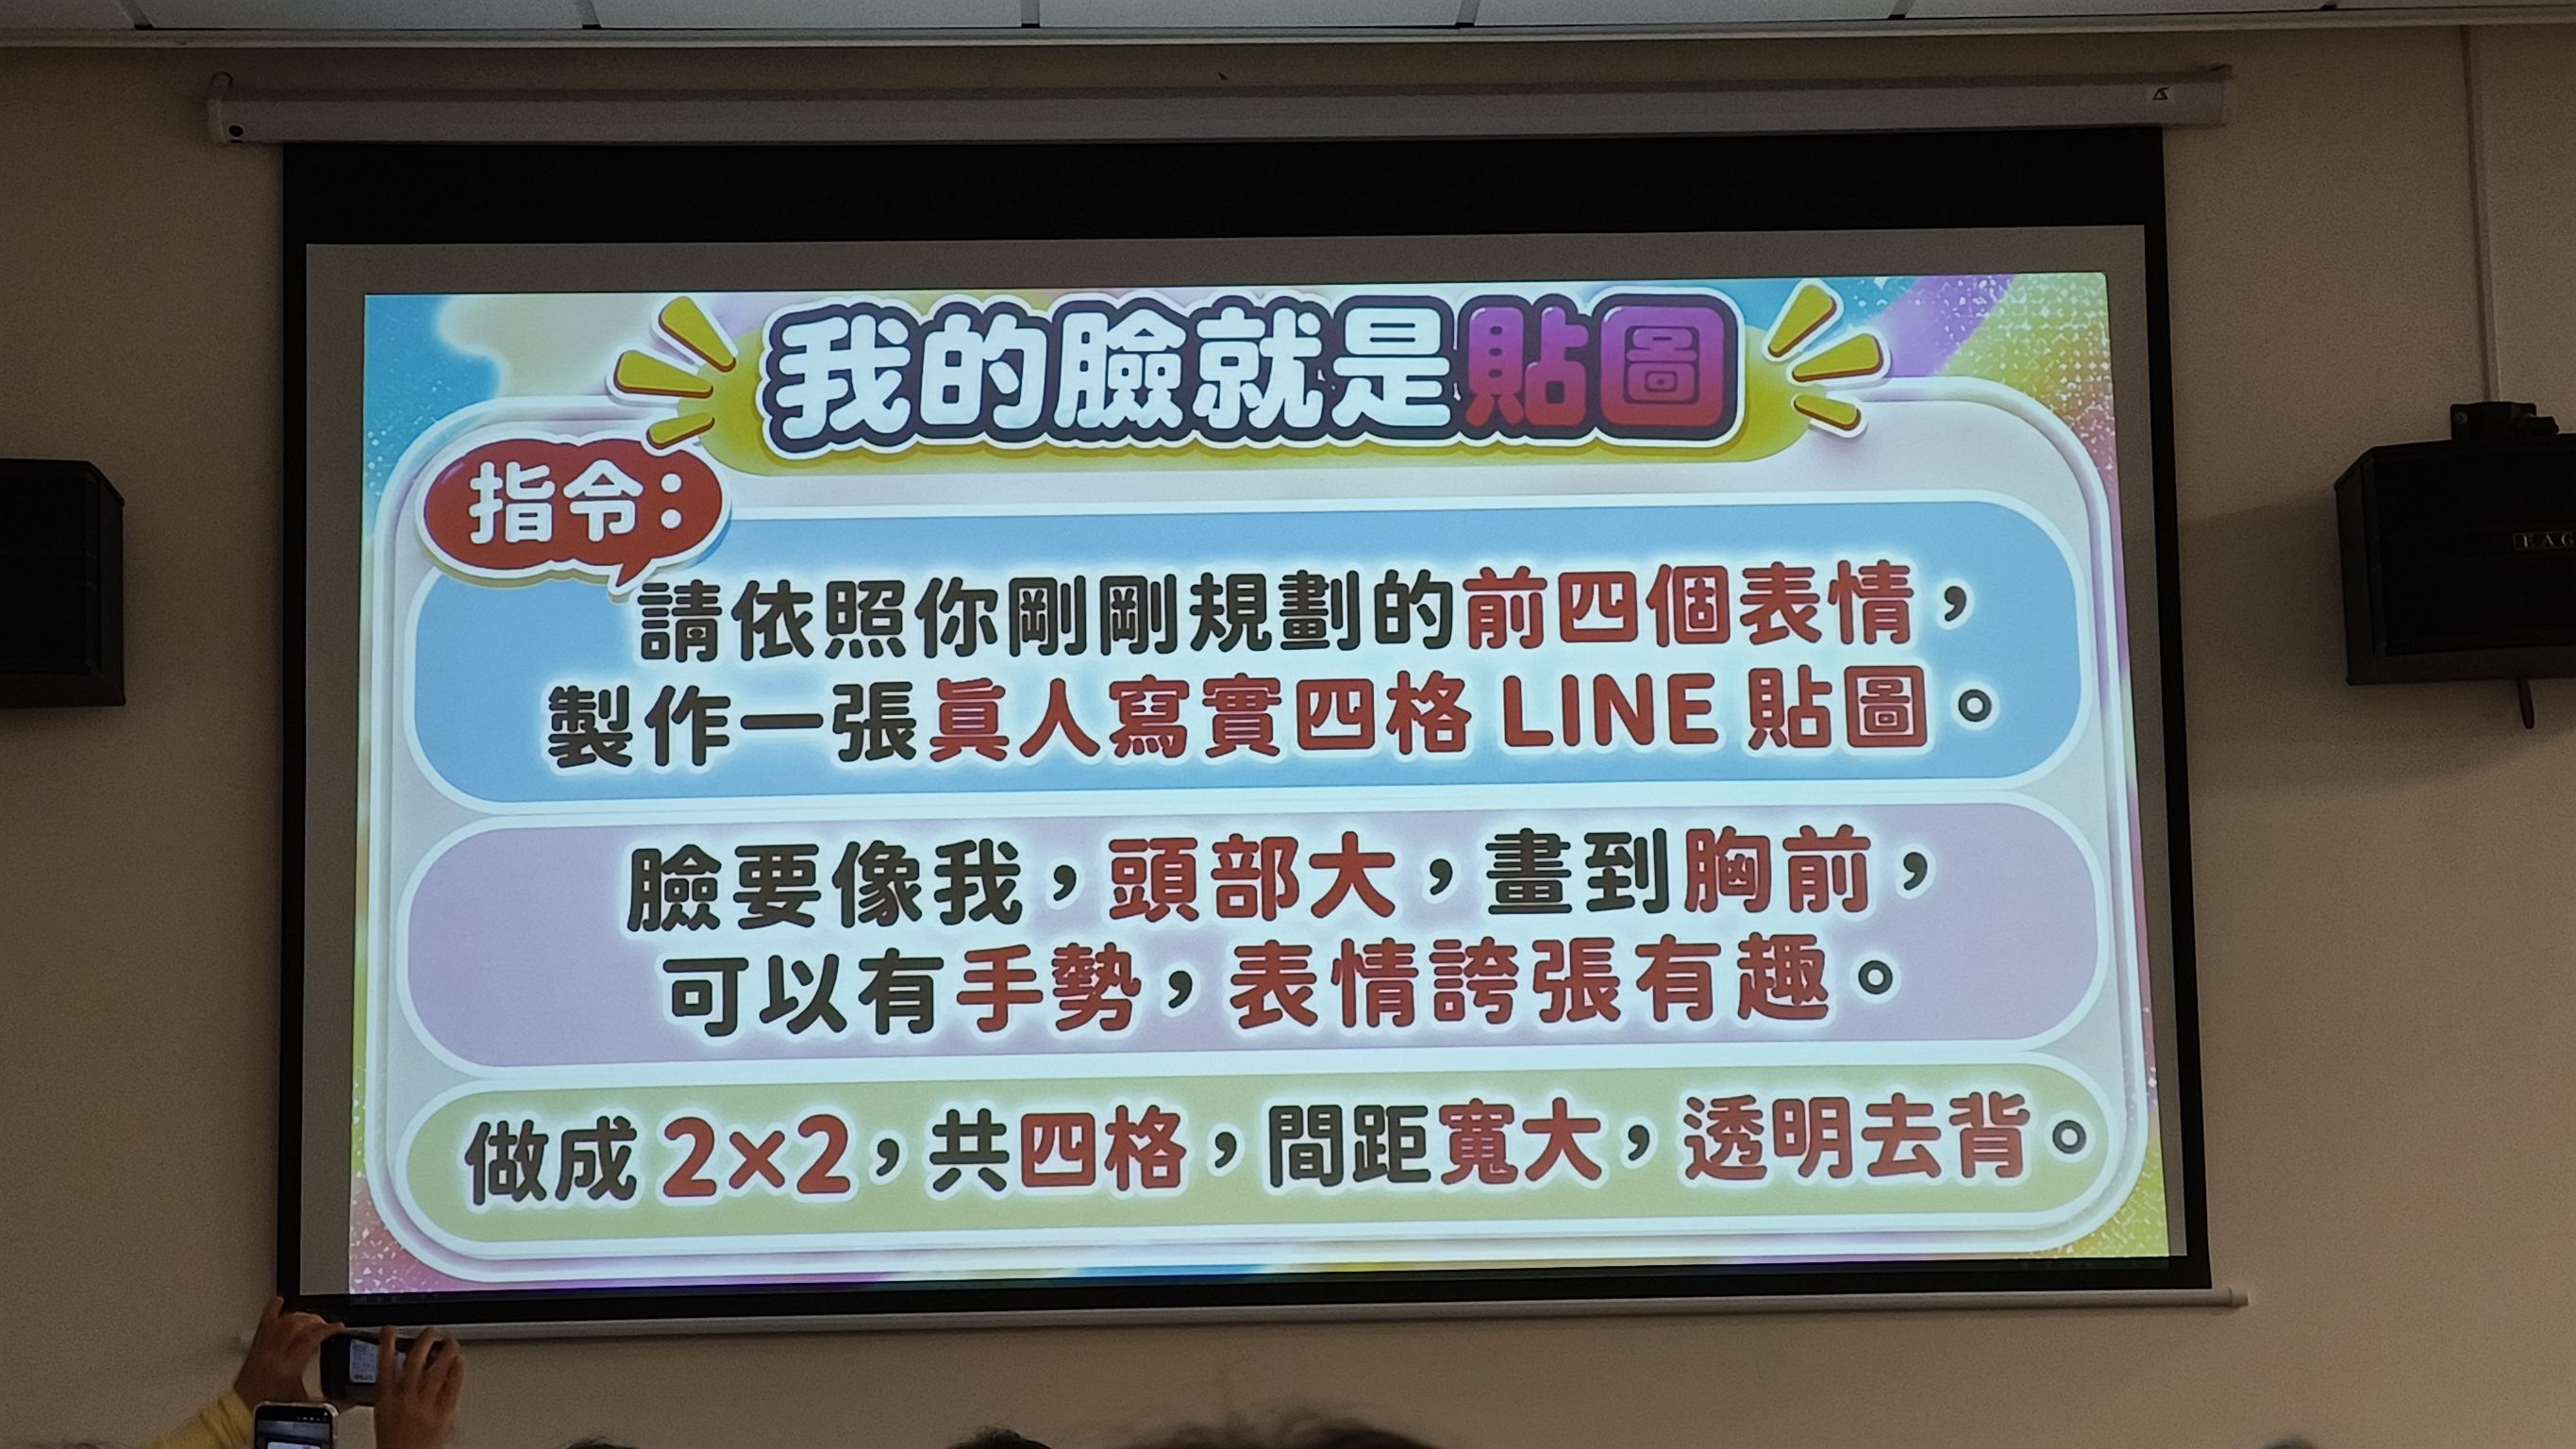 我的臉就是貼圖
指令：
請依照你剛剛規劃的前四個表情，
製作一張真人寫實四格 LINE 貼圖。
臉要像我，頭部大，畫到胸前，
可以有手勢，表情誇張有趣。
做成 2×2，共四格，間距寬大，透明去背。
EAG